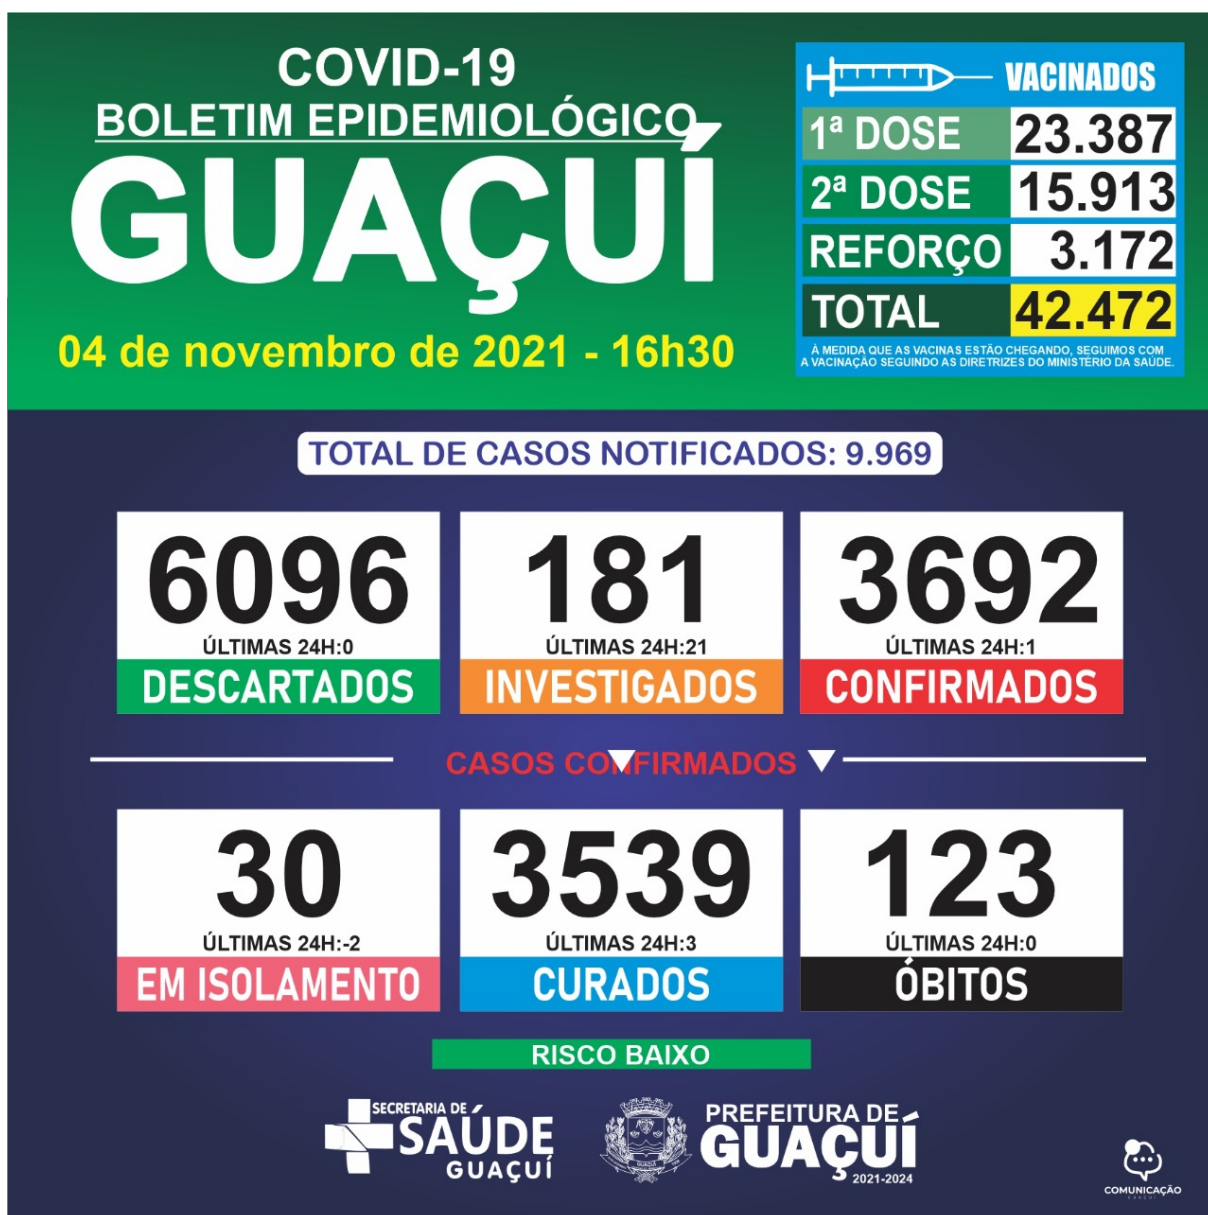 COVID-19
BOLETIM EPIDEMIOLÓGICO
GUAÇUÍ
04 de novembro de 2021 - 16h30
VACINADOS
1ª DOSE 23.387
2ª DOSE 15.913
REFORÇO 3.172
TOTAL 42.472
À MEDIDA QUE AS VACINAS ESTÃO CHEGANDO, SEGUIMOS COM
A VACINAÇÃO SEGUINDO AS DIRETRIZES DO MINISTÉRIO DA SAÚDE.
TOTAL DE CASOS NOTIFICADOS: 9.969
6096
ÚLTIMAS 24H:0
DESCARTADOS
181
ÚLTIMAS 24H:21
INVESTIGADOS
3692
ÚLTIMAS 24H:1
CONFIRMADOS
CASOS CONFIRMADOS
30
ÚLTIMAS 24H:-2
EM ISOLAMENTO
3539
ÚLTIMAS 24H:3
CURADOS
123
ÚLTIMAS 24H:0
ÓBITOS
RISCO BAIXO
SECRETARIA DE
SAÚDE
GUAÇUÍ
PREFEITURA DE
GUAÇUÍ
2021-2024
COMUNICAÇÃO